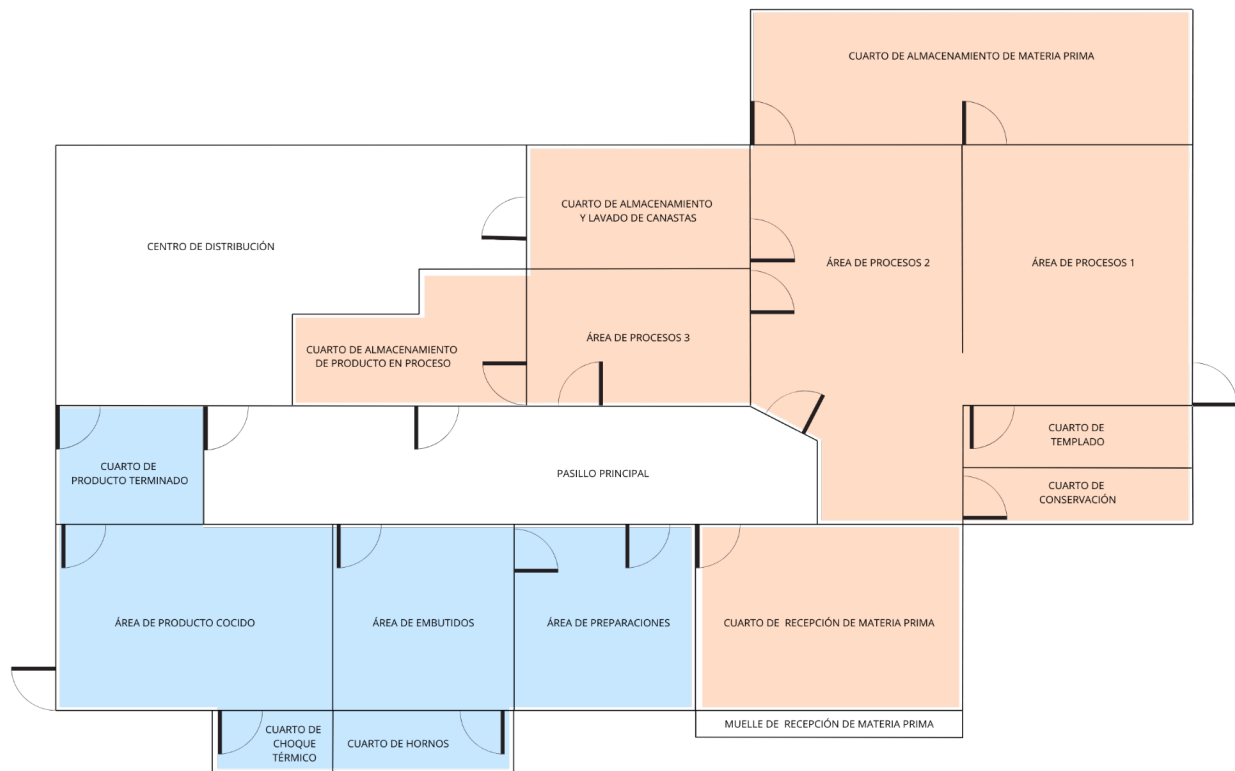 CUARTO DE ALMACENAMIENTO DE MATERIA PRIMA
CUARTO DE ALMACENAMIENTO
Y LAVADO DE CANASTAS
CENTRO DE DISTRIBUCIÓN
ÁREA DE PROCESOS 2
ÁREA DE PROCESOS 1
CUARTO DE ALMACENAMIENTO
DE PRODUCTO EN PROCESO
ÁREA DE PROCESOS 3
CUARTO DE
TEMPLADO
CUARTO DE
PRODUCTO TERMINADO
PASILLO PRINCIPAL
CUARTO DE
CONSERVACIÓN
ÁREA DE PRODUCTO COCIDO
ÁREA DE EMBUTIDOS
ÁREA DE PREPARACIONES
CUARTO DE RECEPCIÓN DE MATERIA PRIMA
CUARTO DE
CHOQUE
TÉRMICO
CUARTO DE HORNOS
MUELLE DE RECEPCIÓN DE MATERIA PRIMA